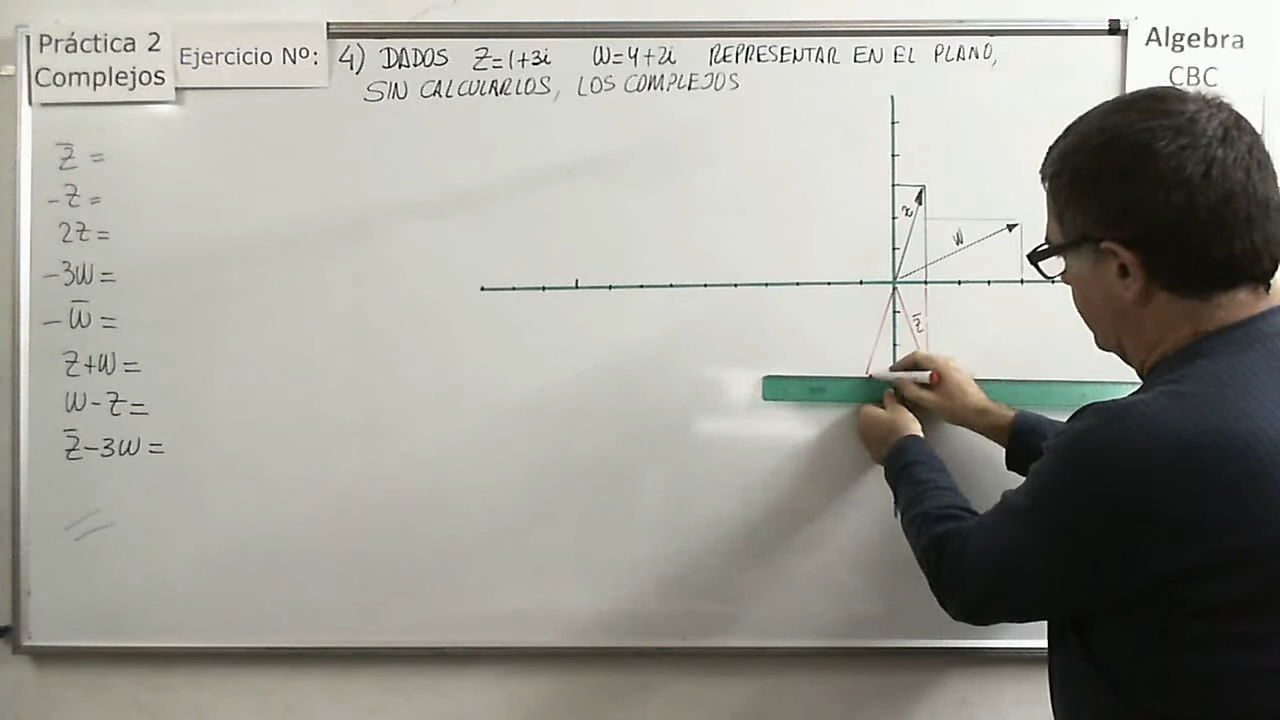 Práctica 2
Complejos
Ejercicio Nº:
4) DADOS Z=1+3i W=4+2i REPRESENTAR EN EL PLANO,
SIN CALCULARLOS, LOS COMPLEJOS
Algebra
CBC
z̅ =
-z =
2z =
-3w =
-w̅ =
z+w =
w-z =
z̅-3w =
z
w
z̅